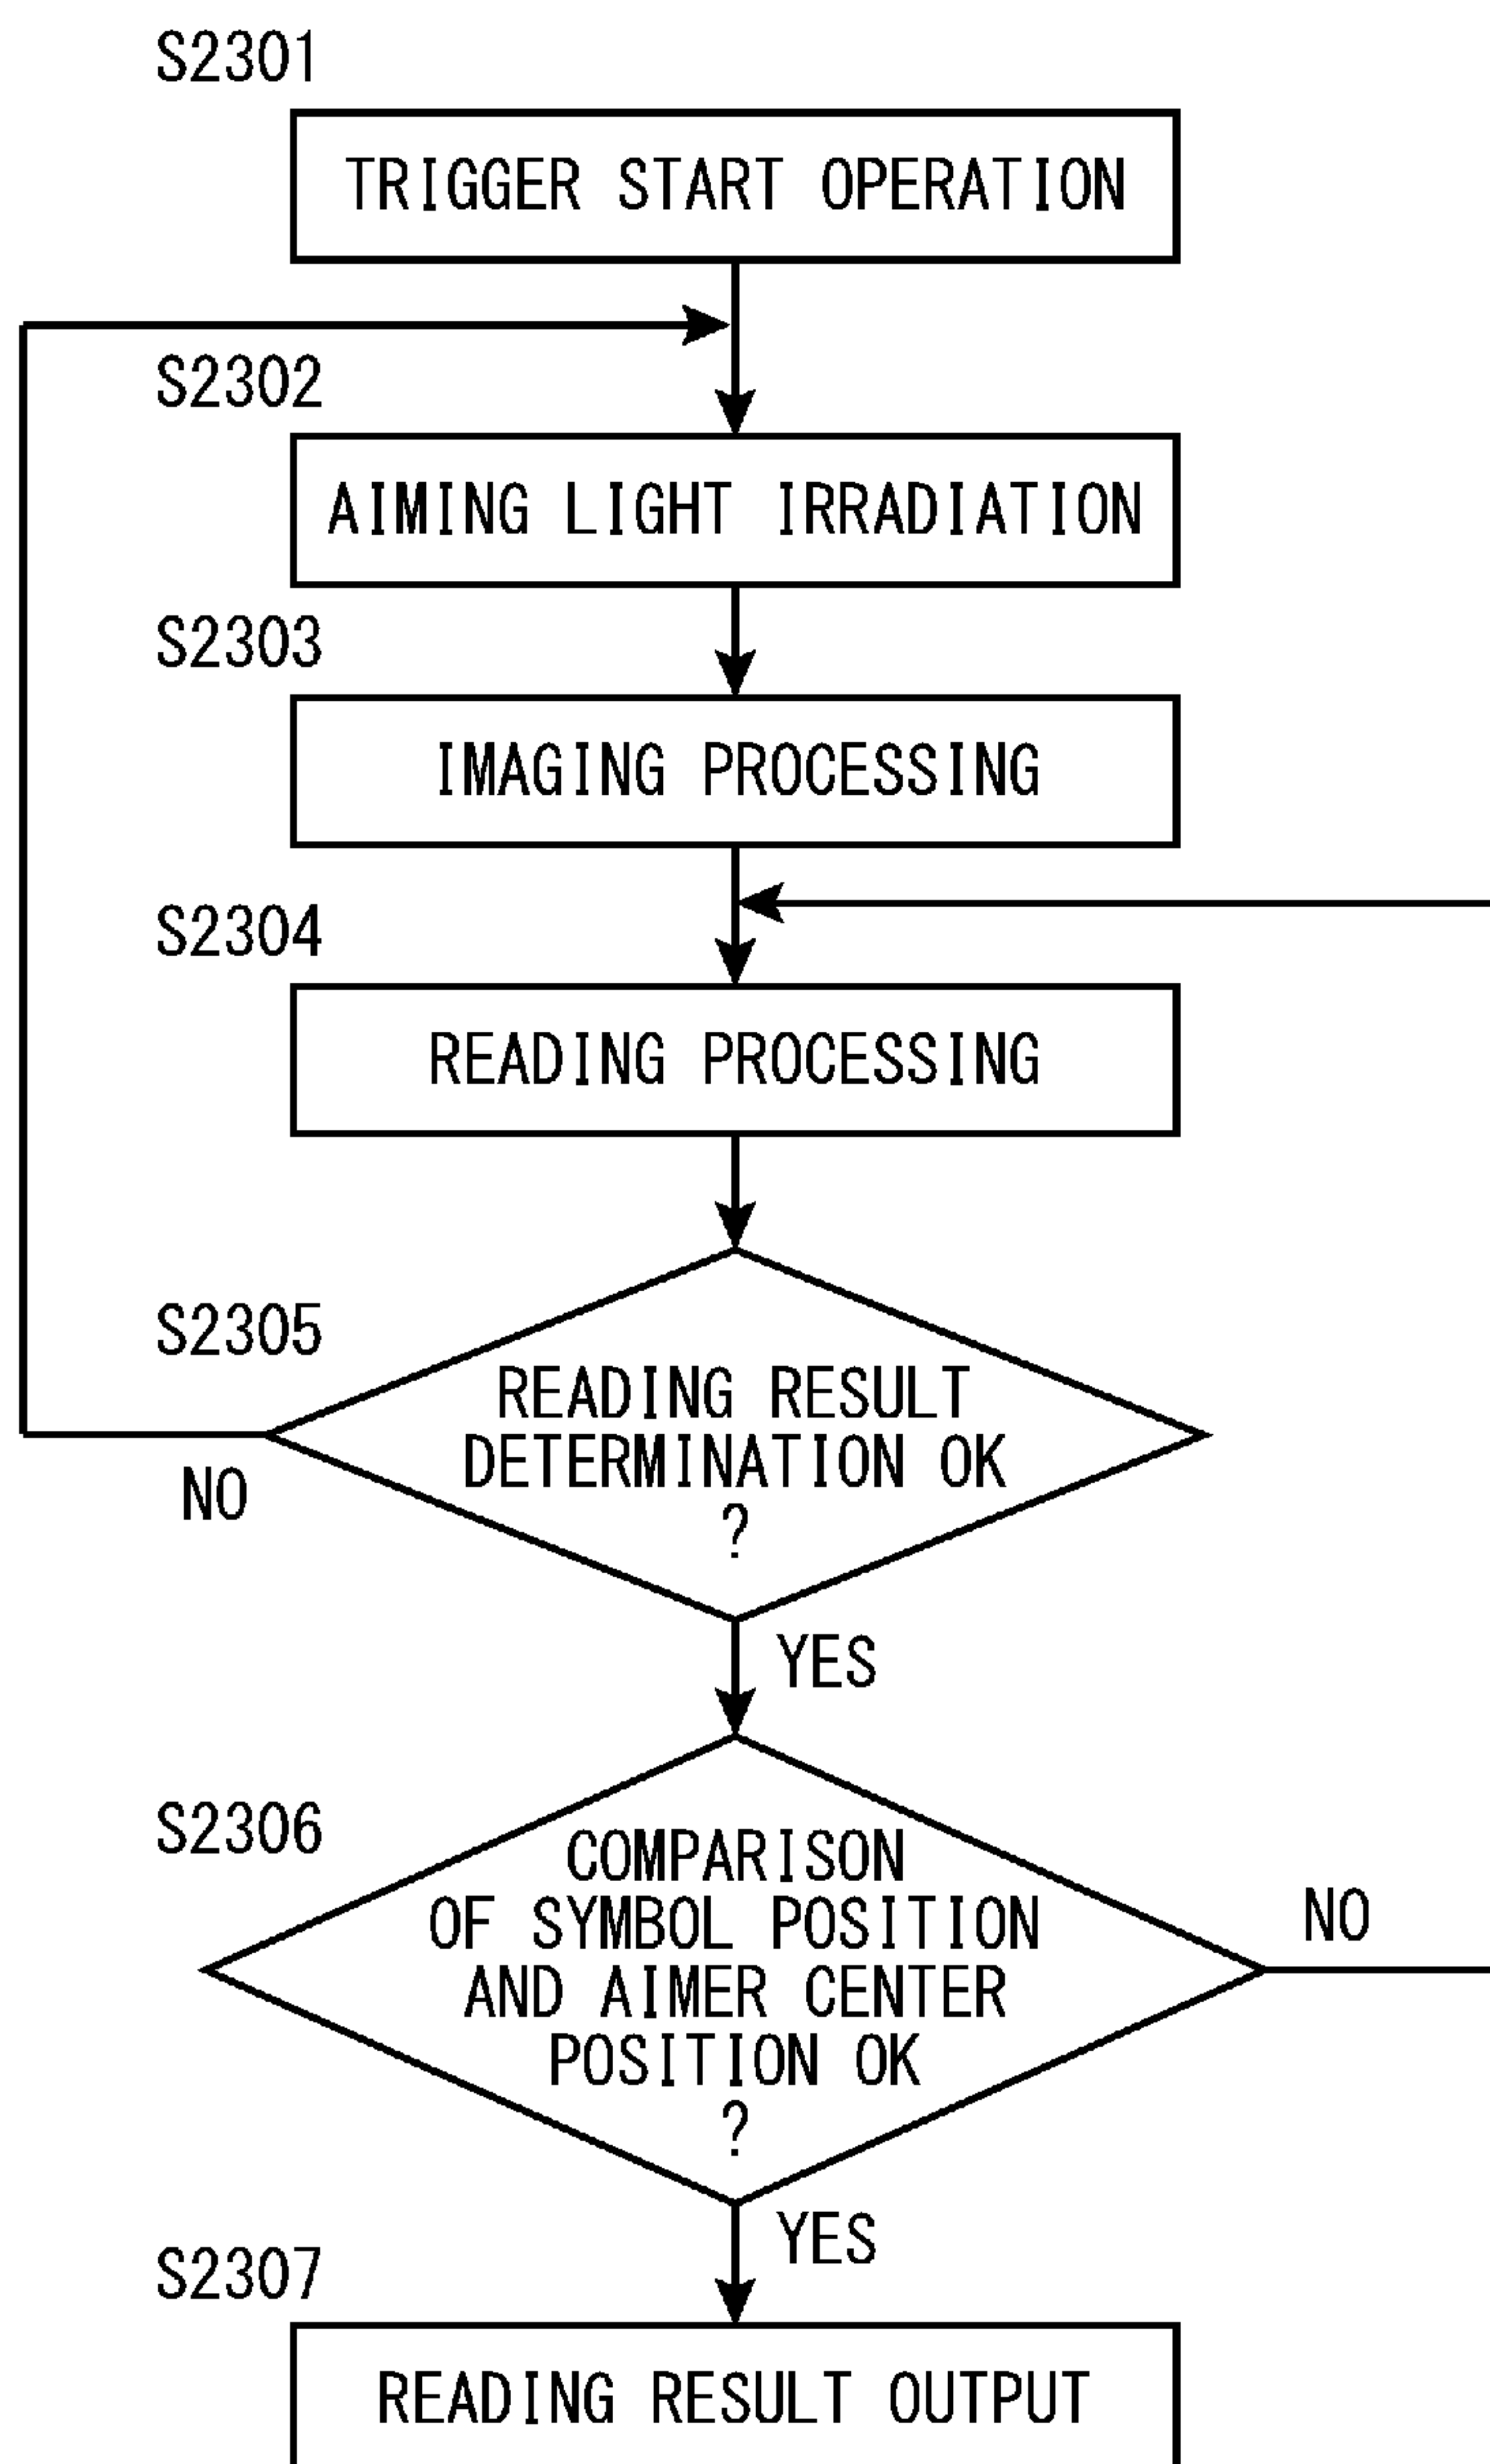 S2301
TRIGGER START OPERATION
S2302
AIMING LIGHT IRRADIATION
S2303
IMAGING PROCESSING
S2304
READING PROCESSING
S2305
READING RESULT
DETERMINATION OK
?
NO
YES
S2306
COMPARISON
OF SYMBOL POSITION
AND AIMER CENTER
POSITION OK
?
NO
YES
S2307
READING RESULT OUTPUT